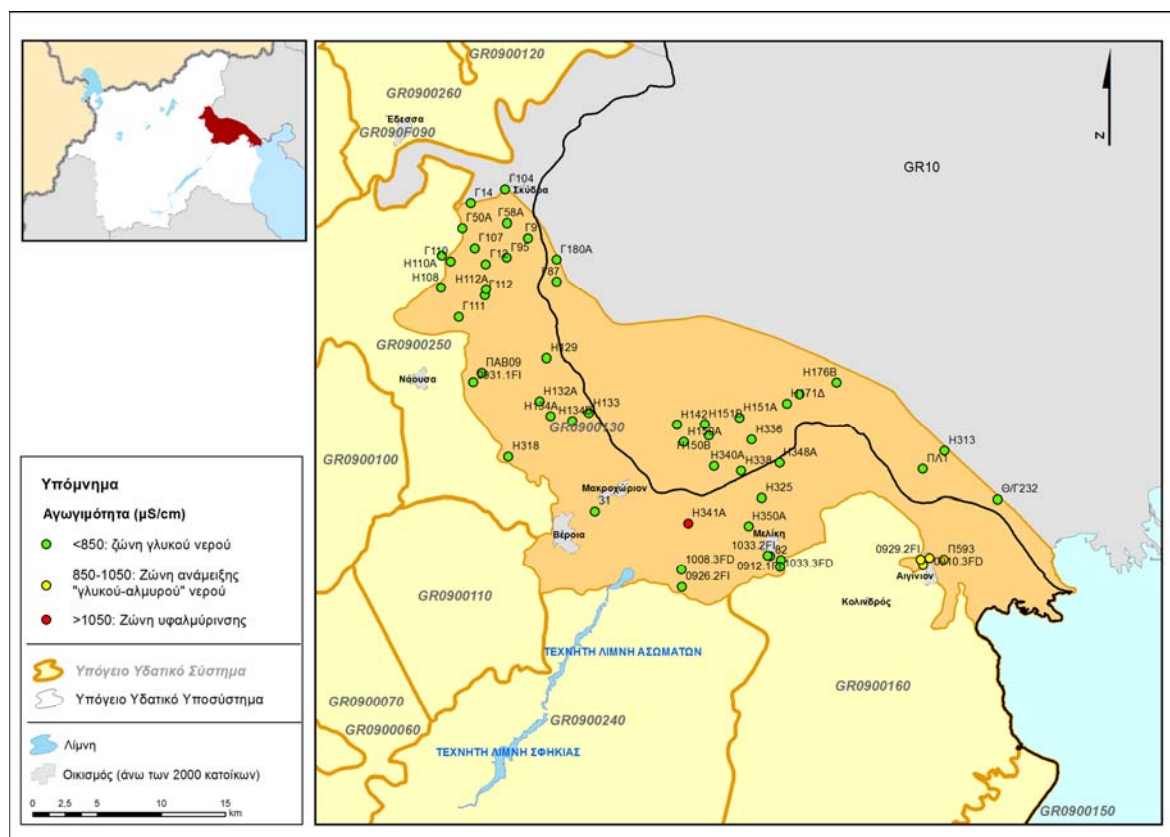 GR0900120
GR0900260
Έδεσσα
GR090F090
GR10
Z
Γ104
Σκύδρα
Γ14
Γ58Α
Γ50Α
Γ9
Γ107
Γ95
Γ180Α
Γ110
Γ12
Η110Α
Γ87
Η112Α
Η108
Γ112
Γ111
GR0900250
Η129
ΠΑΒ09
Νάουσα
0931.1FI
Η176Β
Η171Δ
Η132Α
Η134Α
Η133
Η151Α
Η142
Η151Β
GR0900130
Η150Α
Η336
Η150Β
Η313
Η318
Η340Α
Η338
Η348Α
ΠΛ1
GR0900100
Μακροχώριον
31
Η325
Θ/Γ232
Η341Α
Η350Α
Βέροια
Μελίκη
1033.2FI
82
0929.2FI
Π593
1008.3FD
1033.3FD
Αιγίνιον
0926.2FI
Κολινδρός
GR0900110
ΤΕΧΝΗΤΗ ΛΙΜΝΗ ΑΣΩΜΑΤΩΝ
GR0900160
GR0900070
GR0900240
GR0900060
ΤΕΧΝΗΤΗ ΛΙΜΝΗ ΣΦΗΚΙΑΣ
GR0900150
Υπόμνημα
Αγωγιμότητα (μS/cm)
<850: ζώνη γλυκού νερού
850-1050: Ζώνη ανάμειξης
"γλυκού-αλμυρού" νερού
>1050: Ζώνη υφαλμύρινσης
Υπόγειο Υδατικό Σύστημα
Υπόγειο Υδατικό Υποσύστημα
Λίμνη
Οικισμός (άνω των 2000 κατοίκων)
0 2,5 5 10 15
km